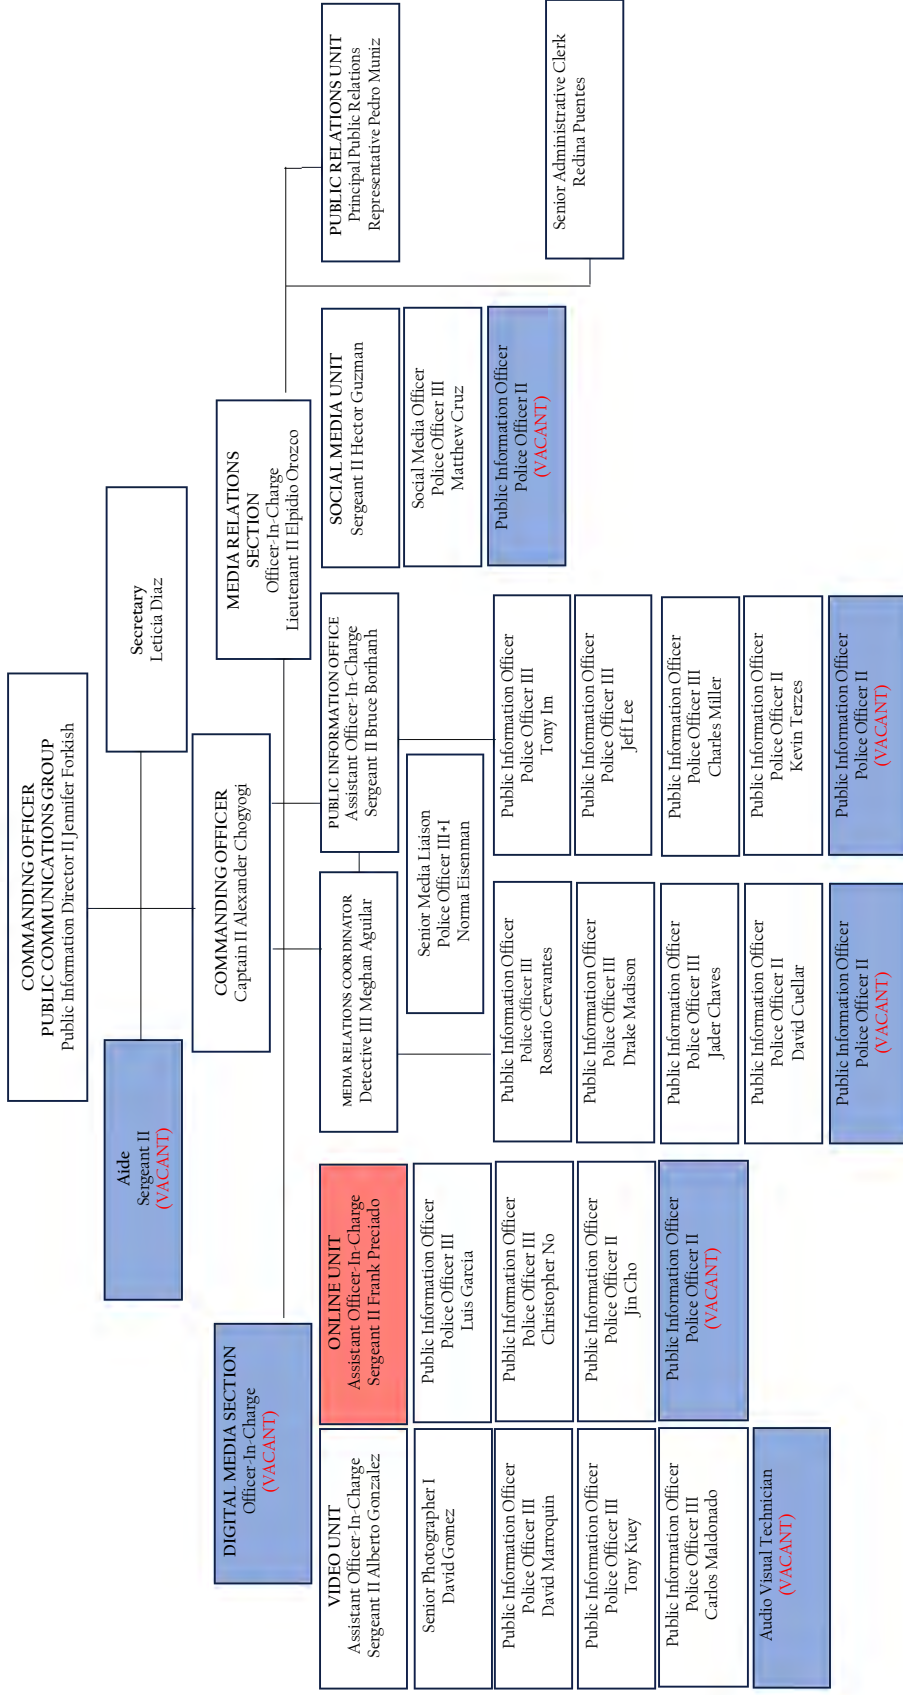 COMMANDING OFFICER
PUBLIC COMMUNICATIONS GROUP
Public Information Director II Jennifer Forkish
Aide
Sergeant II
(VACANT)
Secretary
Leticia Diaz
COMMANDING OFFICER
Captain II Alexander Chogyogi
DIGITAL MEDIA SECTION
Officer-In-Charge
(VACANT)
MEDIA RELATIONS
SECTION
Officer-In-Charge
Lieutenant II Elpidio Orozco
VIDEO UNIT
Assistant Officer-In-Charge
Sergeant II Alberto Gonzalez
Senior Photographer I
David Gomez
Public Information Officer
Police Officer III
David Marroquin
Public Information Officer
Police Officer III
Tony Kuey
Public Information Officer
Police Officer III
Carlos Maldonado
Audio Visual Technician
(VACANT)
ONLINE UNIT
Assistant Officer-In-Charge
Sergeant II Frank Preciado
Public Information Officer
Police Officer III
Luis Garcia
Public Information Officer
Police Officer III
Christopher No
Public Information Officer
Police Officer II
Jin Cho
Public Information Officer
Police Officer II
(VACANT)
MEDIA RELATIONS COORDINATOR
Detective III Meghan Aguilar
Senior Media Liaison
Police Officer III+I
Norma Eisenman
Public Information Officer
Police Officer III
Rosario Cervantes
Public Information Officer
Police Officer III
Drake Madison
Public Information Officer
Police Officer III
Jader Chaves
Public Information Officer
Police Officer II
David Cuellar
Public Information Officer
Police Officer II
(VACANT)
PUBLIC INFORMATION OFFICE
Assistant Officer-In-Charge
Sergeant II Bruce Borihanh
Public Information Officer
Police Officer III
Tony Im
Public Information Officer
Police Officer III
Jeff Lee
Public Information Officer
Police Officer III
Charles Miller
Public Information Officer
Police Officer II
Kevin Terzes
Public Information Officer
Police Officer II
(VACANT)
SOCIAL MEDIA UNIT
Sergeant II Hector Guzman
Social Media Officer
Police Officer III
Matthew Cruz
Public Information Officer
Police Officer II
(VACANT)
PUBLIC RELATIONS UNIT
Principal Public Relations
Representative Pedro Muniz
Senior Administrative Clerk
Redina Puentes